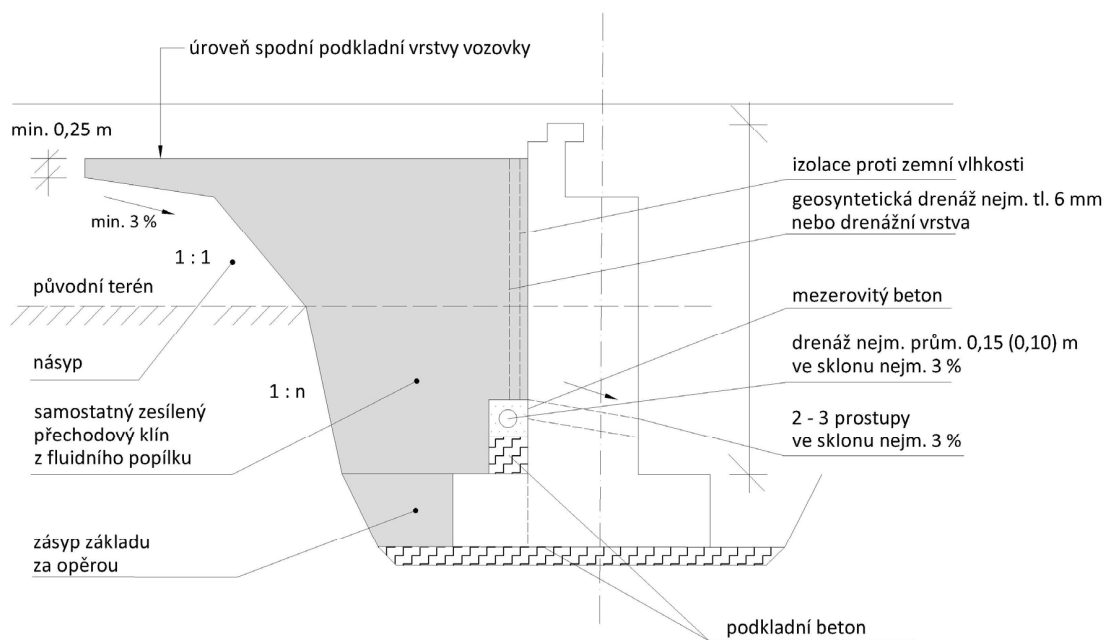 úroveň spodní podkladní vrstvy vozovky
min. 0,25 m
min. 3 %
1 : 1
původní terén
násyp
1 : n
samostatný zesílený
přechodový klín
z fluidního popílku
zásyp základu
za opěrou
izolace proti zemní vlhkosti
geosyntetická drenáž nejm. tl. 6 mm
nebo drenážní vrstva
mezerovitý beton
drenáž nejm. prům. 0,15 (0,10) m
ve sklonu nejm. 3 %
2 - 3 prostupy
ve sklonu nejm. 3 %
podkladní beton